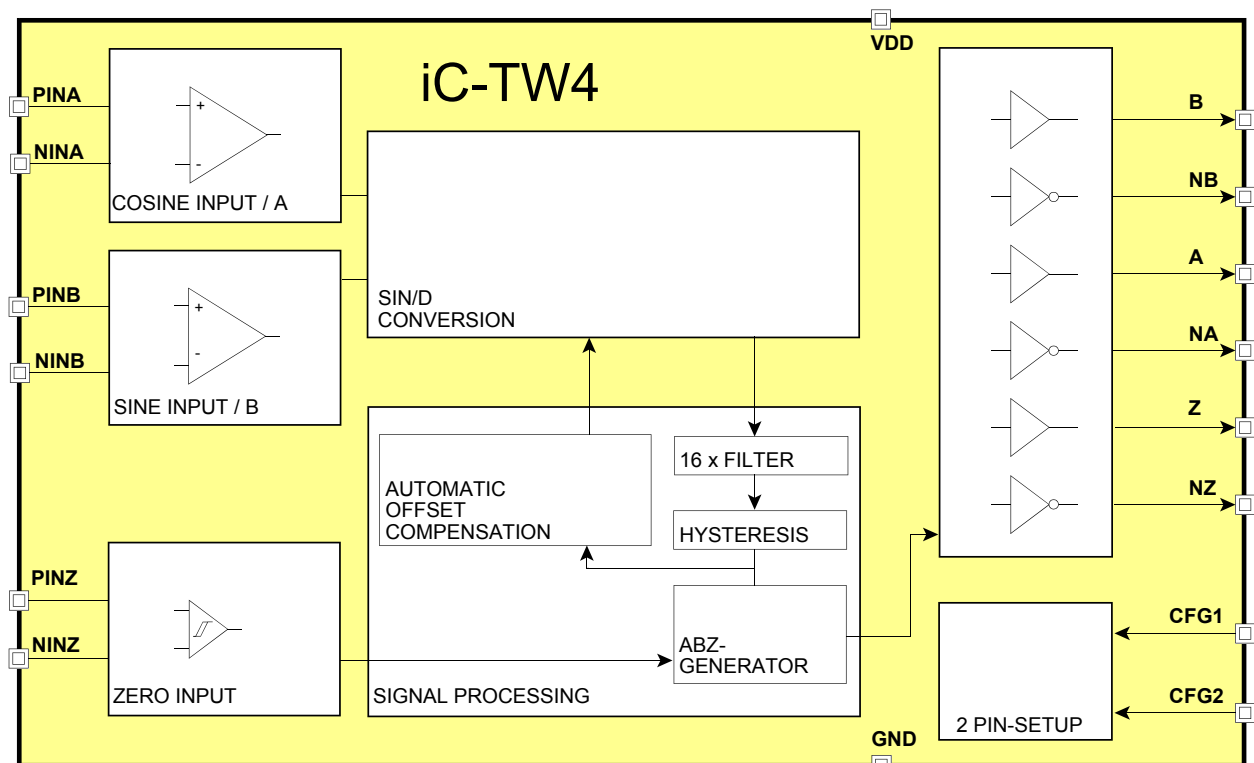 iC-TW4
VDD
PINA
NINA
+
-
COSINE INPUT / A
PINB
NINB
+
-
SINE INPUT / B
SIN/D
CONVERSION
AUTOMATIC
OFFSET
COMPENSATION
16 x FILTER
HYSTERESIS
ABZ-
GENERATOR
SIGNAL PROCESSING
PINZ
NINZ
ZERO INPUT
B
NB
A
NA
Z
NZ
CFG1
CFG2
2 PIN-SETUP
GND